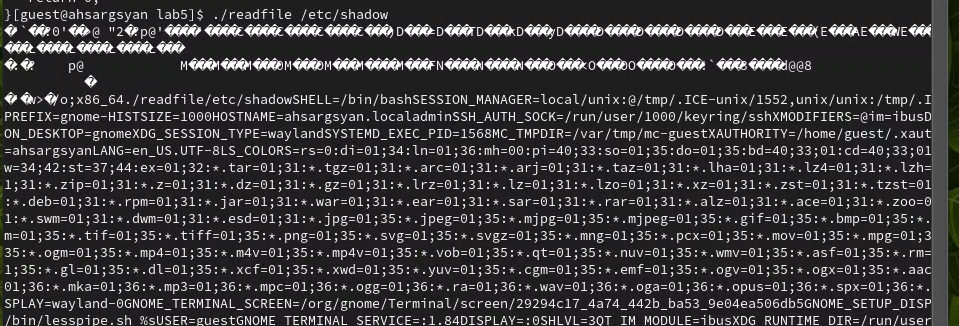 return 0;
}[guest@ahsargsyan lab5]$ ./readfile /etc/shadow
x86_64./readfile/etc/shadowSHELL=/bin/bashSESSION_MANAGER=local/unix:@/tmp/.ICE-unix/1552,unix/unix:/tmp/.I
PREFIX=gnome-HISTSIZE=1000HOSTNAME=ahsargsyan.localadminSSH_AUTH_SOCK=/run/user/1000/keyring/sshXMODIFIERS=@im=ibusD
ON_DESKTOP=gnomeXDG_SESSION_TYPE=waylandSYSTEMD_EXEC_PID=1568MC_TMPDIR=/var/tmp/mc-guestXAUTHORITY=/home/guest/.xaut
=ahsargsyanLANG=en_US.UTF-8LS_COLORS=rs=0:di=01;34:ln=01;36:mh=00:pi=40;33:so=01;35:do=01;35:bd=40;33;01:cd=40;33;01
w=34;42:st=37;44:ex=01;32:*.tar=01;31:*.tgz=01;31:*.arc=01;31:*.arj=01;31:*.taz=01;31:*.lha=01;31:*.lz4=01;31:*.lzh=
1;31:*.zip=01;31:*.z=01;31:*.dz=01;31:*.gz=01;31:*.lrz=01;31:*.lz=01;31:*.lzo=01;31:*.xz=01;31:*.zst=01;31:*.tzst=01
:*.deb=01;31:*.rpm=01;31:*.jar=01;31:*.war=01;31:*.ear=01;31:*.sar=01;31:*.rar=01;31:*.alz=01;31:*.ace=01;31:*.zoo=0
1:*.swm=01;31:*.dwm=01;31:*.esd=01;31:*.jpg=01;35:*.jpeg=01;35:*.mjpg=01;35:*.mjpeg=01;35:*.gif=01;35:*.bmp=01;35:*.
m=01;35:*.tif=01;35:*.tiff=01;35:*.png=01;35:*.svg=01;35:*.svgz=01;35:*.mng=01;35:*.pcx=01;35:*.mov=01;35:*.mpg=01;3
35:*.ogm=01;35:*.mp4=01;35:*.m4v=01;35:*.mp4v=01;35:*.vob=01;35:*.qt=01;35:*.nuv=01;35:*.wmv=01;35:*.asf=01;35:*.rm=
1;35:*.gl=01;35:*.dl=01;35:*.xcf=01;35:*.xwd=01;35:*.yuv=01;35:*.cgm=01;35:*.emf=01;35:*.ogv=01;35:*.ogx=01;35:*.aac
01;36:*.mka=01;36:*.mp3=01;36:*.mpc=01;36:*.ogg=01;36:*.ra=01;36:*.wav=01;36:*.oga=01;36:*.opus=01;36:*.spx=01;36:*.
SPLAY=wayland-0GNOME_TERMINAL_SCREEN=/org/gnome/Terminal/screen/29294c17_4a74_442b_ba53_9e04ea506db5GNOME_SETUP_DISP
/bin/lesspipe.sh %sUSER=guestGNOME_TERMINAL_SERVICE=:1.84DISPLAY=:0SHLVL=3QT_IM_MODULE=ibusXDG_RUNTIME_DIR=/run/user